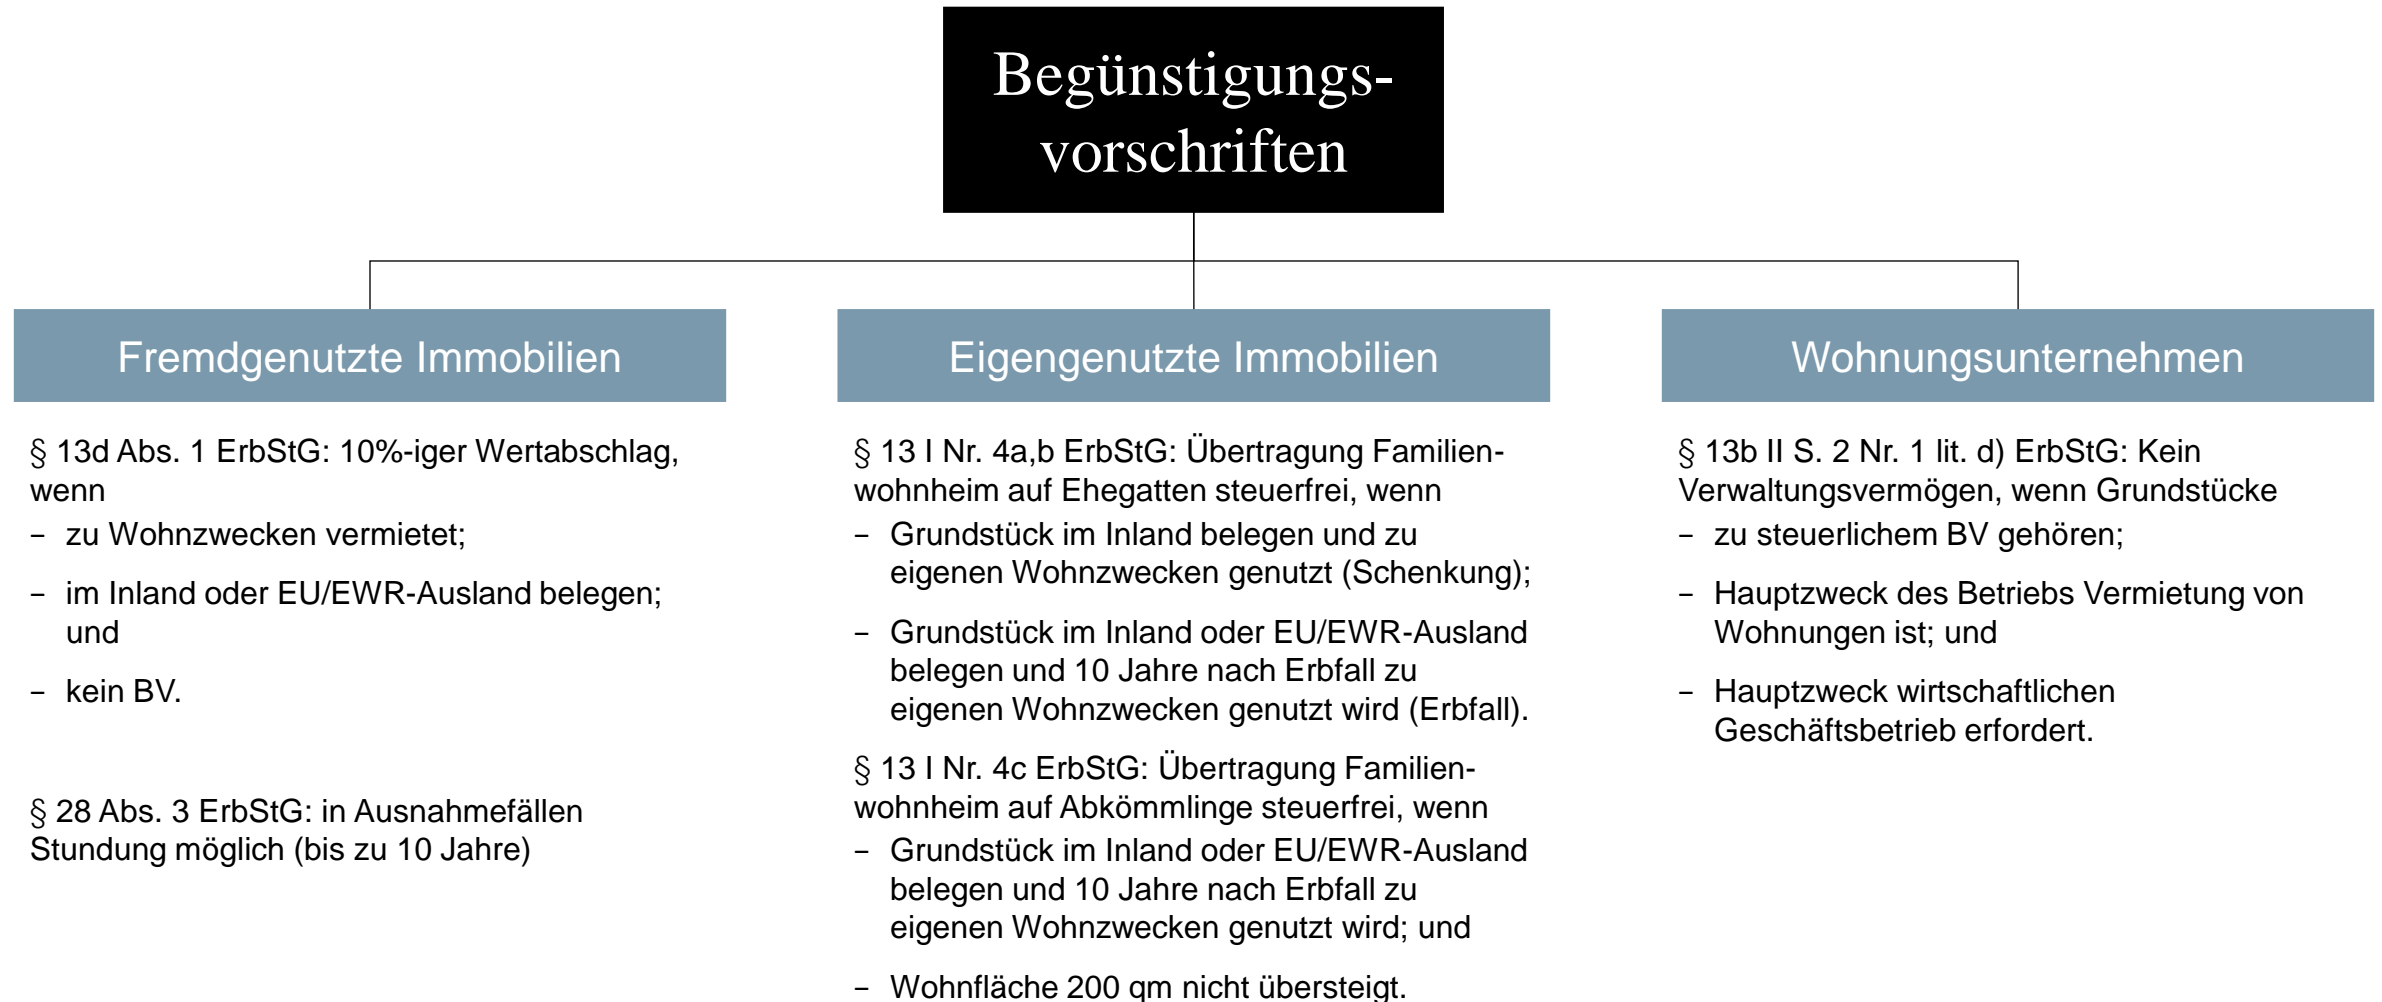 Begünstigungs-
vorschriften
Fremdgenutzte Immobilien
§ 13d Abs. 1 ErbStG: 10%-iger Wertabschlag,
wenn
– zu Wohnzwecken vermietet;
– im Inland oder EU/EWR-Ausland belegen;
und
– kein BV.
§ 28 Abs. 3 ErbStG: in Ausnahmefällen
Stundung möglich (bis zu 10 Jahre)
Eigengenutzte Immobilien
§ 13 I Nr. 4a,b ErbStG: Übertragung Familien-
wohnheim auf Ehegatten steuerfrei, wenn
– Grundstück im Inland belegen und zu
eigenen Wohnzwecken genutzt (Schenkung);
– Grundstück im Inland oder EU/EWR-Ausland
belegen und 10 Jahre nach Erbfall zu
eigenen Wohnzwecken genutzt wird (Erbfall).
§ 13 I Nr. 4c ErbStG: Übertragung Familien-
wohnheim auf Abkömmlinge steuerfrei, wenn
– Grundstück im Inland oder EU/EWR-Ausland
belegen und 10 Jahre nach Erbfall zu
eigenen Wohnzwecken genutzt wird; und
– Wohnfläche 200 qm nicht übersteigt.
Wohnungsunternehmen
§ 13b II S. 2 Nr. 1 lit. d) ErbStG: Kein
Verwaltungsvermögen, wenn Grundstücke
– zu steuerlichem BV gehören;
– Hauptzweck des Betriebs Vermietung von
Wohnungen ist; und
– Hauptzweck wirtschaftlichen
Geschäftsbetrieb erfordert.